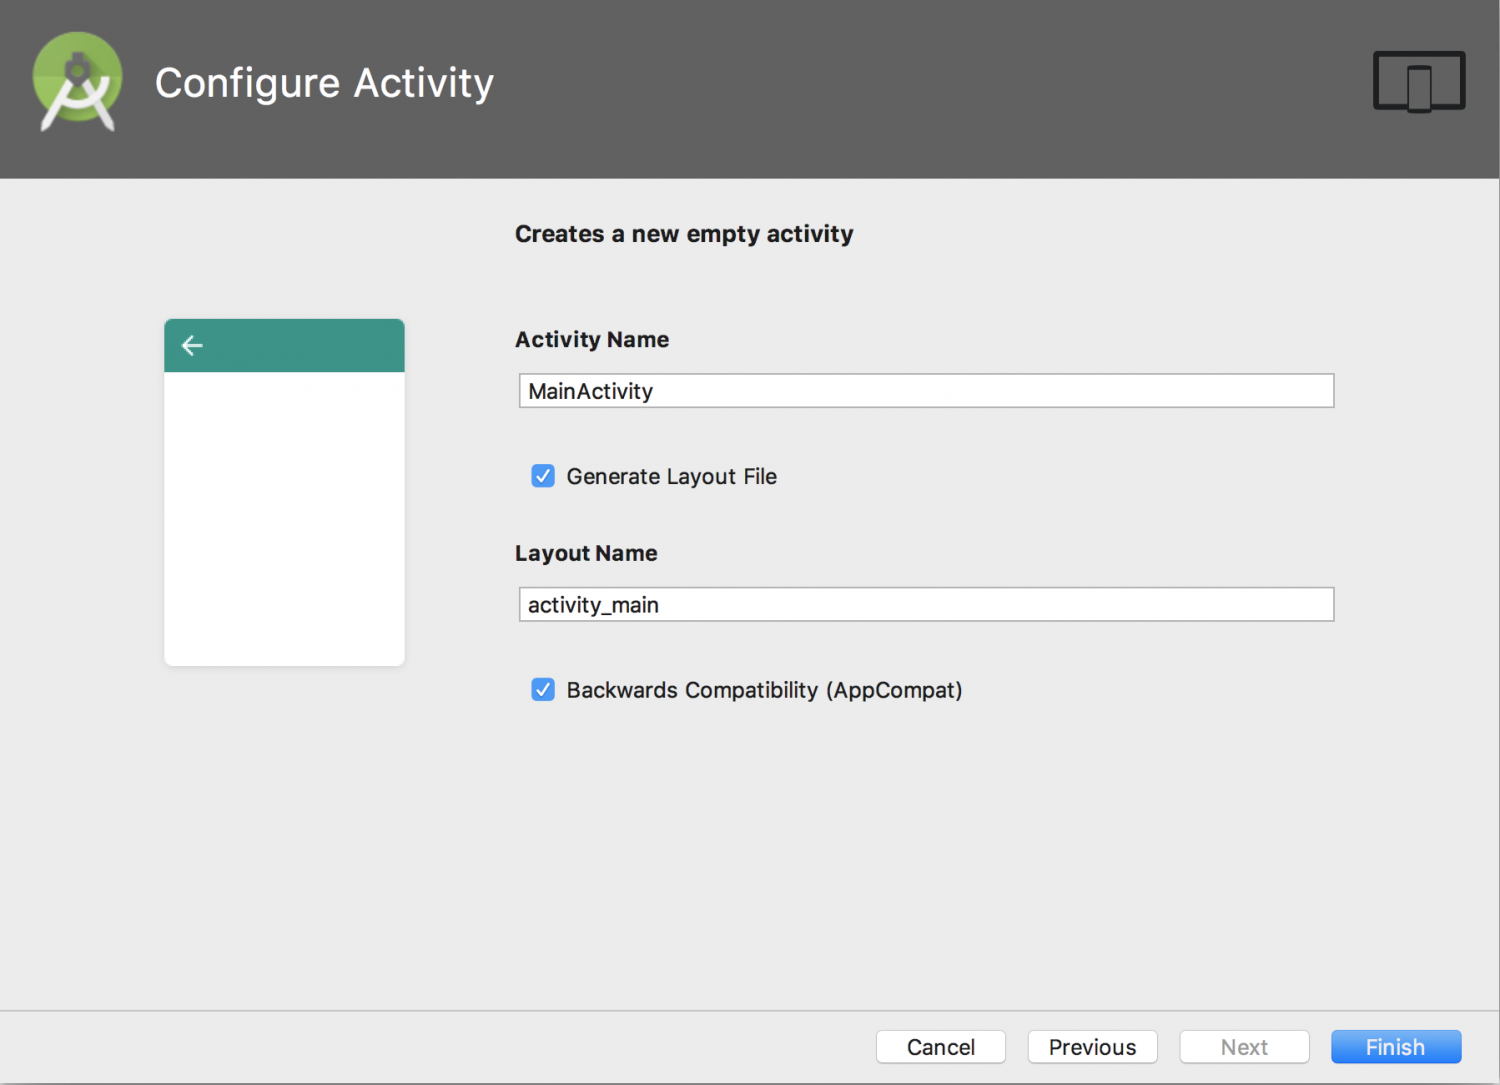 Configure Activity
Creates a new empty activity
Activity Name
MainActivity
Generate Layout File
Layout Name
activity_main
Backwards Compatibility (AppCompat)
Cancel Previous Next Finish